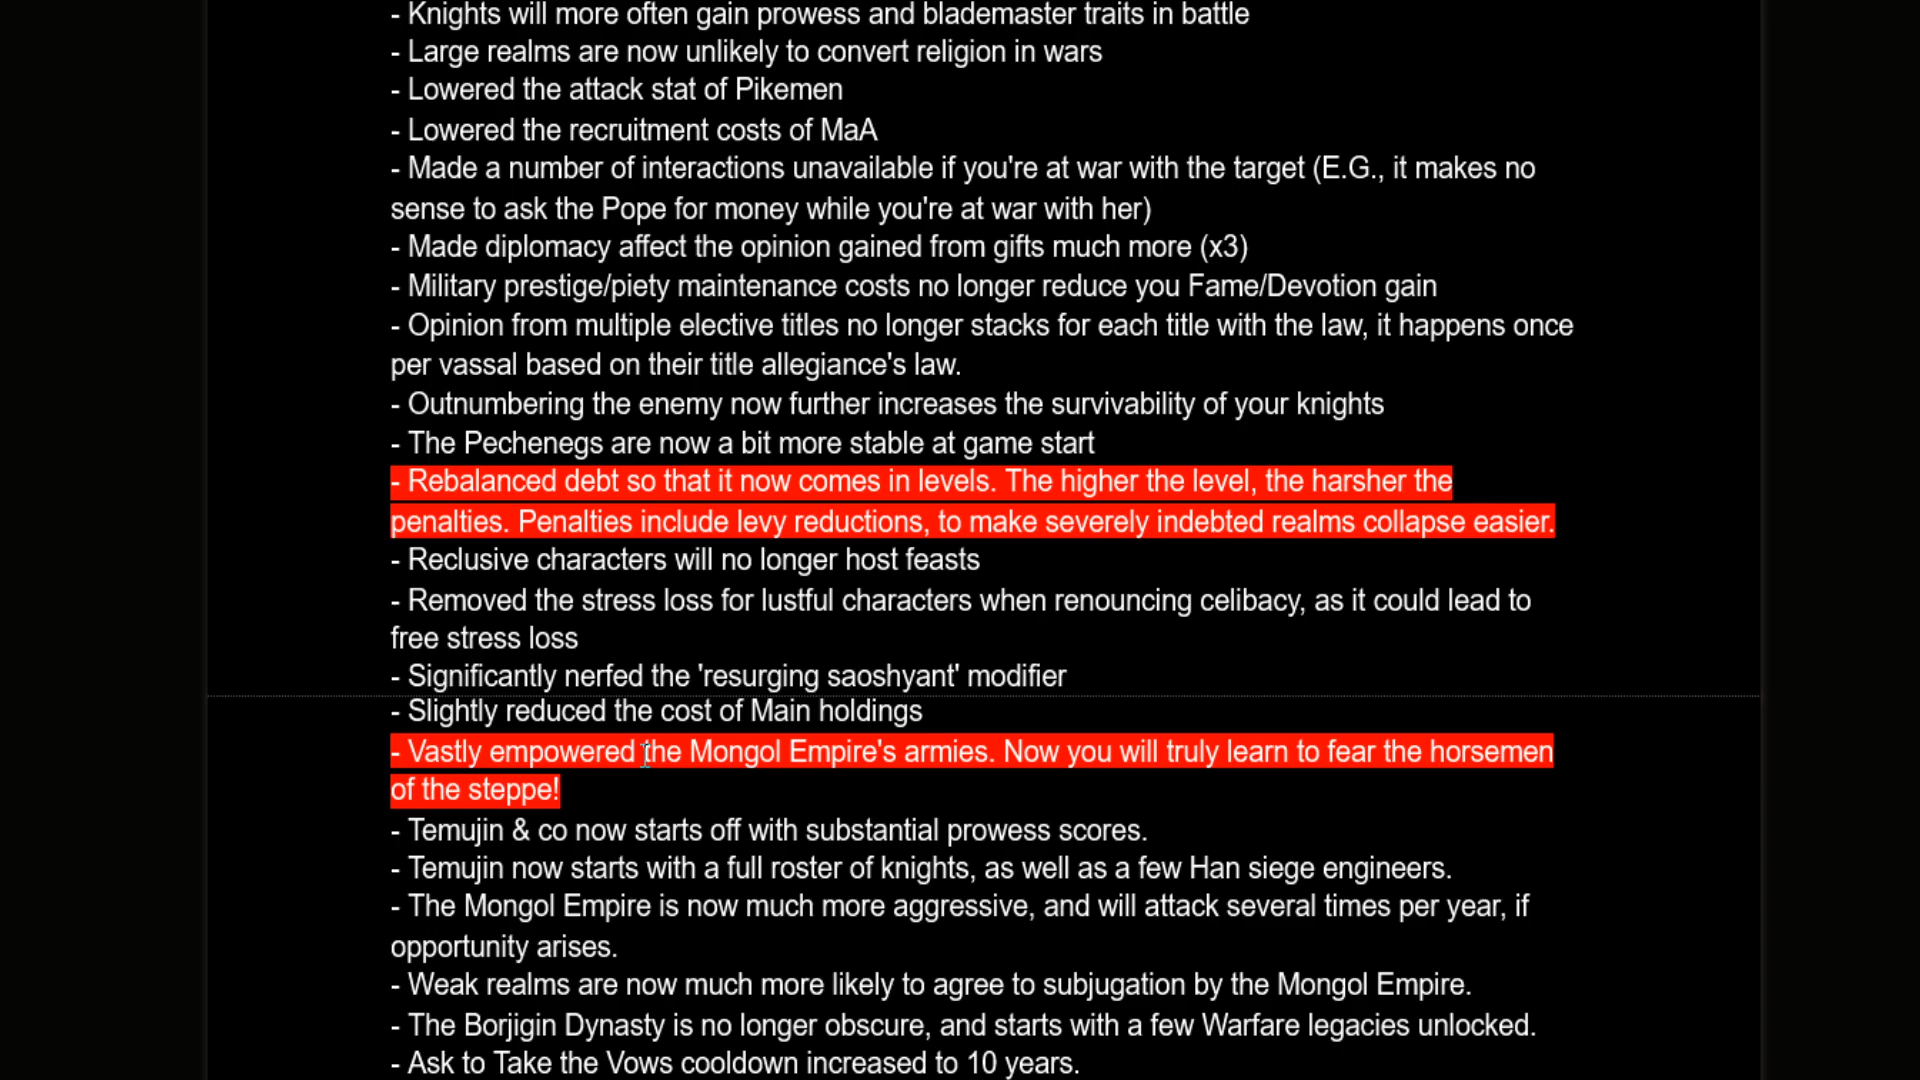 - Knights will more often gain prowess and blademaster traits in battle
- Large realms are now unlikely to convert religion in wars
- Lowered the attack stat of Pikemen
- Lowered the recruitment costs of MaA
- Made a number of interactions unavailable if you're at war with the target (E.G., it makes no
sense to ask the Pope for money while you're at war with her)
- Made diplomacy affect the opinion gained from gifts much more (x3)
- Military prestige/piety maintenance costs no longer reduce you Fame/Devotion gain
- Opinion from multiple elective titles no longer stacks for each title with the law, it happens once
per vassal based on their title allegiance's law.
- Outnumbering the enemy now further increases the survivability of your knights
- The Pechenegs are now a bit more stable at game start
- Rebalanced debt so that it now comes in levels. The higher the level, the harsher the
penalties. Penalties include levy reductions, to make severely indebted realms collapse easier.
- Reclusive characters will no longer host feasts
- Removed the stress loss for lustful characters when renouncing celibacy, as it could lead to
free stress loss
- Significantly nerfed the 'resurging saoshyant' modifier
- Slightly reduced the cost of Main holdings
- Vastly empowered the Mongol Empire's armies. Now you will truly learn to fear the horsemen
of the steppe!
- Temujin & co now starts off with substantial prowess scores.
- Temujin now starts with a full roster of knights, as well as a few Han siege engineers.
- The Mongol Empire is now much more aggressive, and will attack several times per year, if
opportunity arises.
- Weak realms are now much more likely to agree to subjugation by the Mongol Empire.
- The Borjigin Dynasty is no longer obscure, and starts with a few Warfare legacies unlocked.
- Ask to Take the Vows cooldown increased to 10 years.